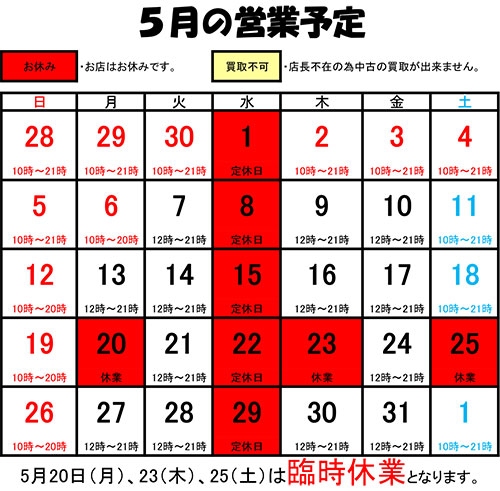 ５月の営業予定
お休み ・お店はお休みです。 買取不可 ・店長不在の為中古の買取が出来ません。
日 月 火 水 木 金 土
28 29 30 1 2 3 4
10時～21時 10時～21時 10時～21時 定休日 10時～21時 10時～21時 10時～21時
5 6 7 8 9 10 11
10時～21時 10時～20時 12時～21時 定休日 12時～21時 12時～21時 10時～21時
12 13 14 15 16 17 18
10時～20時 12時～21時 12時～21時 定休日 12時～21時 12時～21時 10時～21時
19 20 21 22 23 24 25
10時～20時 休業 12時～21時 定休日 休業 12時～21時 休業
26 27 28 29 30 31 1
10時～20時 12時～21時 12時～21時 定休日 12時～21時 12時～21時 10時～21時
5月20日（月）、23（木）、25（土）は臨時休業となります。